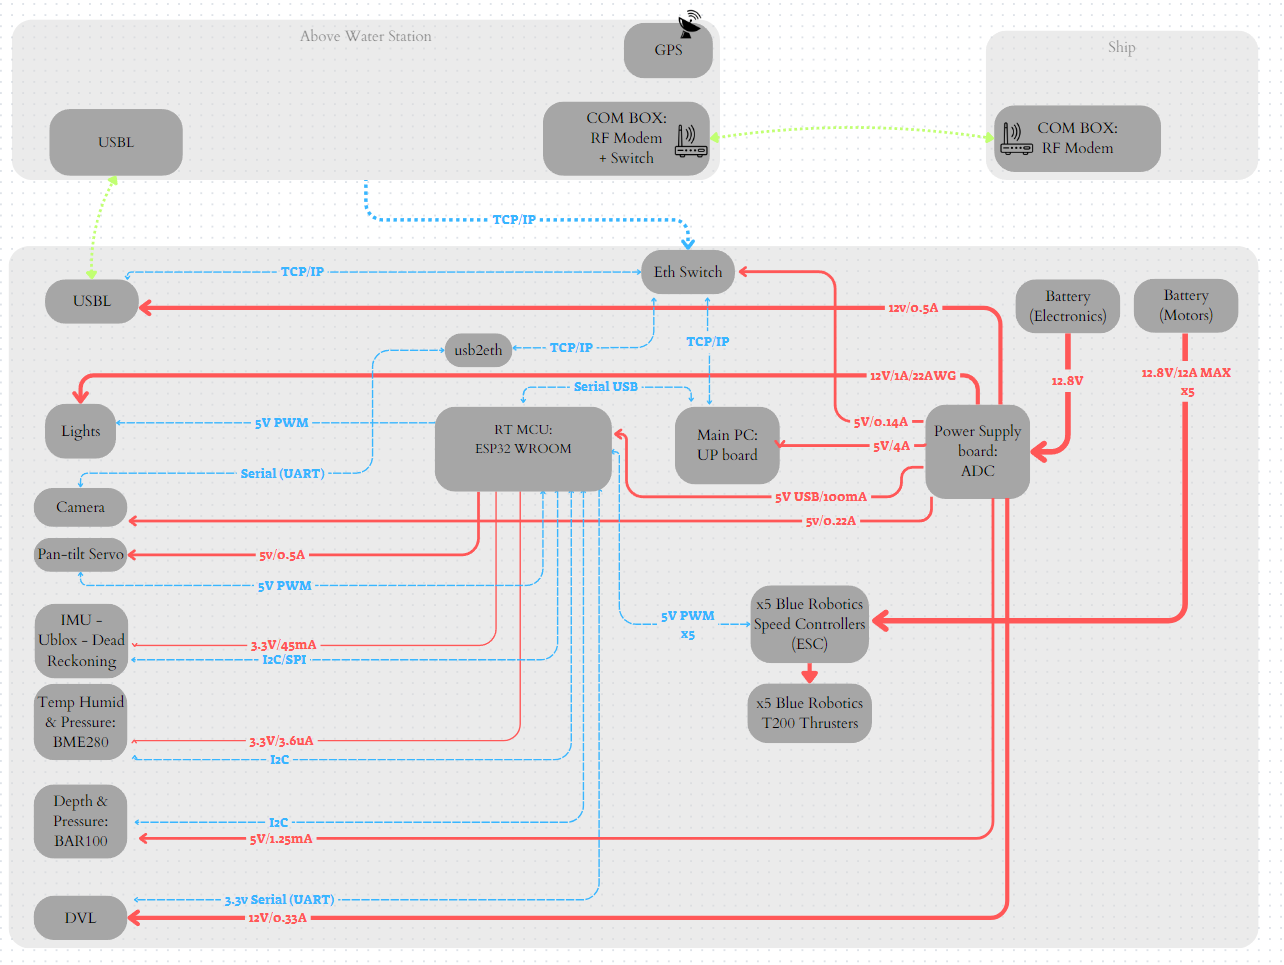 Above Water Station
GPS
Ship
USBL
COM BOX:
RF Modem
+ Switch
COM BOX:
RF Modem
TCP/IP
TCP/IP
Eth Switch
USBL
12v/0.5A
Battery
(Electronics)
Battery
(Motors)
usb2eth
TCP/IP
TCP/IP
12V/1A/22AWG
12.8V
12.8V/12A MAX
x5
Serial USB
Lights
5V PWM
RT MCU:
ESP32 WROOM
Main PC:
UP board
5V/0.14A
5V/4A
Power Supply
board:
ADC
Serial (UART)
5V USB/100mA
Camera
5v/0.22A
Pan-tilt Servo
5v/0.5A
5V PWM
IMU -
Ublox - Dead
Reckoning
3.3V/45mA
I2C/SPI
5V PWM
x5
x5 Blue Robotics
Speed Controllers
(ESC)
Temp Humid
& Pressure:
BME280
3.3V/3.6uA
I2C
x5 Blue Robotics
T200 Thrusters
Depth &
Pressure:
BAR100
I2C
5V/1.25mA
3.3v Serial (UART)
DVL
12V/0.33A